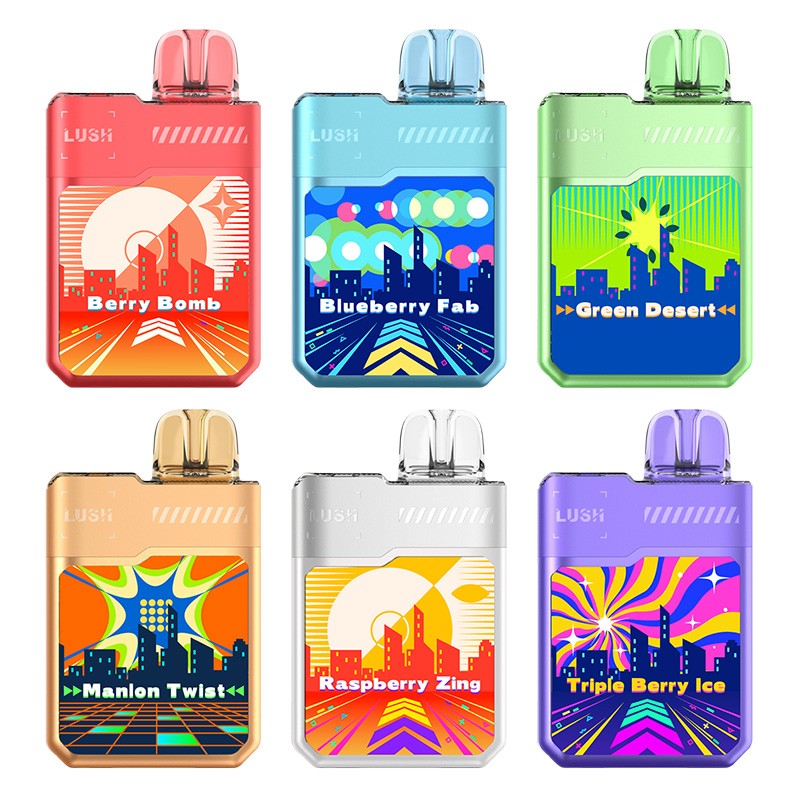 LUSH
Berry Bomb
LUSH
Blueberry Fab
LUSH
Green Desert
LUSH
Manlon Twist
LUSH
Raspberry Zing
LUSH
Triple Berry Ice